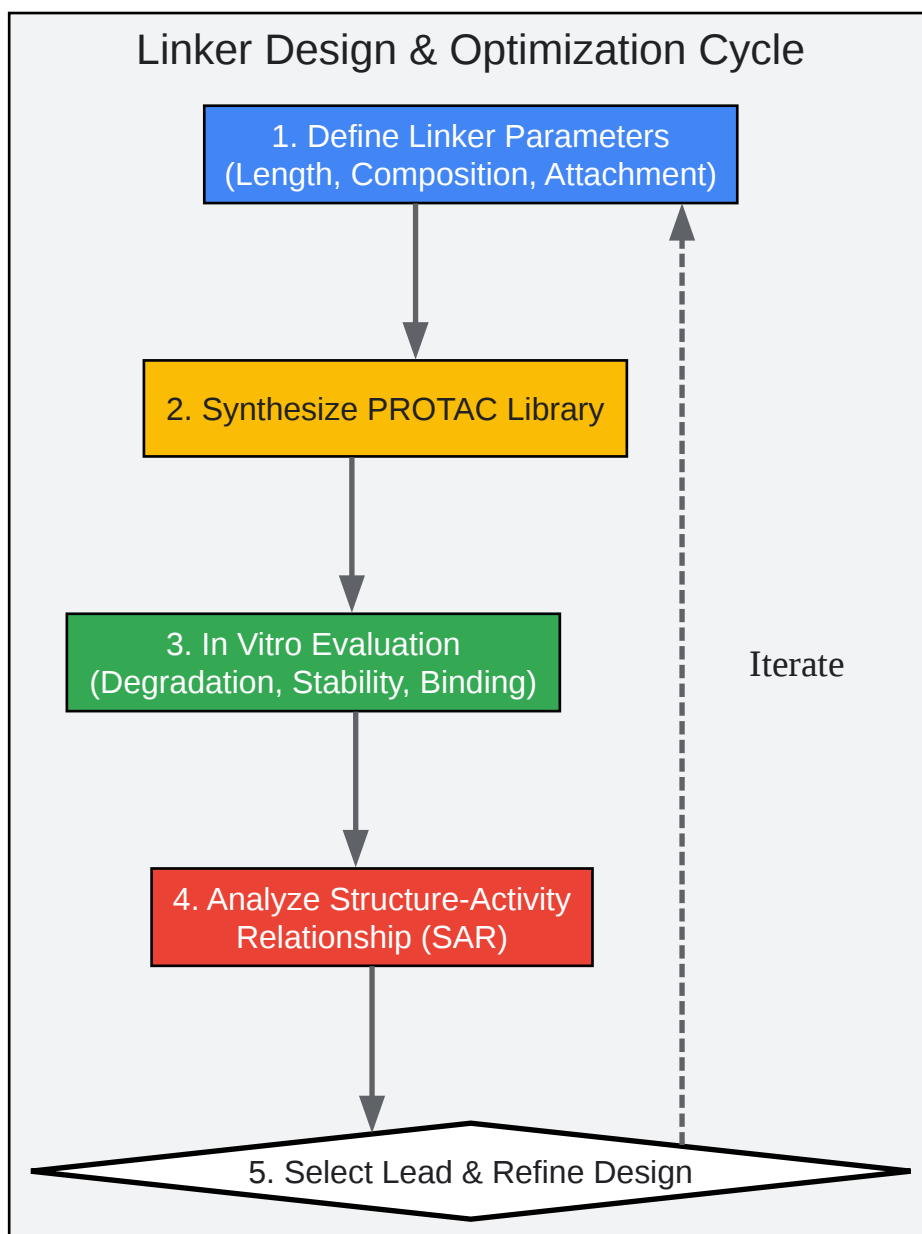 Linker Design & Optimization Cycle
1. Define Linker Parameters
(Length, Composition, Attachment)
2. Synthesize PROTAC Library
3. In Vitro Evaluation
(Degradation, Stability, Binding)
Iterate
4. Analyze Structure-Activity
Relationship (SAR)
5. Select Lead & Refine Design